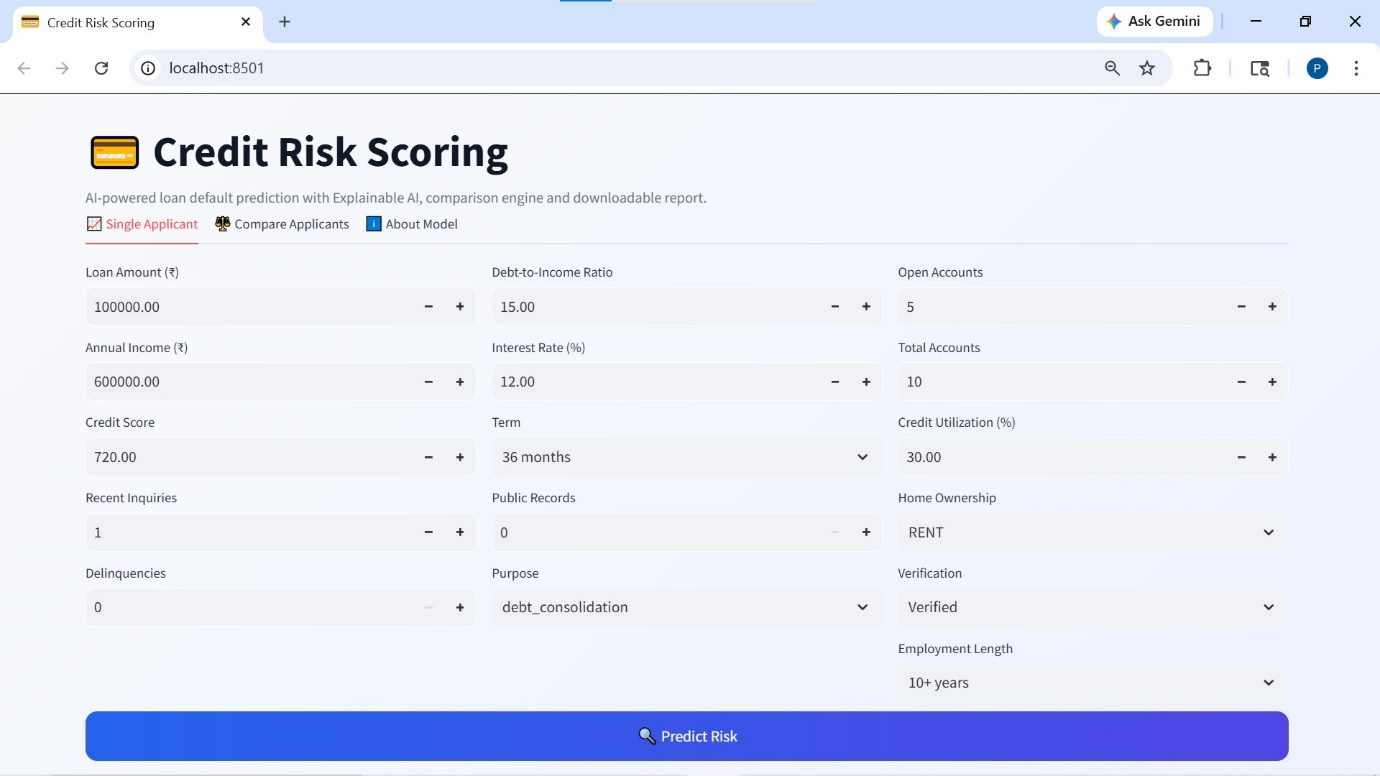 Credit Risk Scoring
Ask Gemini
localhost:8501
P
Credit Risk Scoring
AI-powered loan default prediction with Explainable AI, comparison engine and downloadable report.
Single Applicant Compare Applicants About Model
Loan Amount (₹) Debt-to-Income Ratio Open Accounts
100000.00 − + 15.00 − + 5 − +
Annual Income (₹) Interest Rate (%) Total Accounts
600000.00 − + 12.00 − + 10 − +
Credit Score Term Credit Utilization (%)
720.00 − + 36 months 30.00 − +
Recent Inquiries Public Records Home Ownership
1 − + 0 − + RENT
Delinquencies Purpose Verification
0 − + debt_consolidation Verified
Employment Length
10+ years
Predict Risk